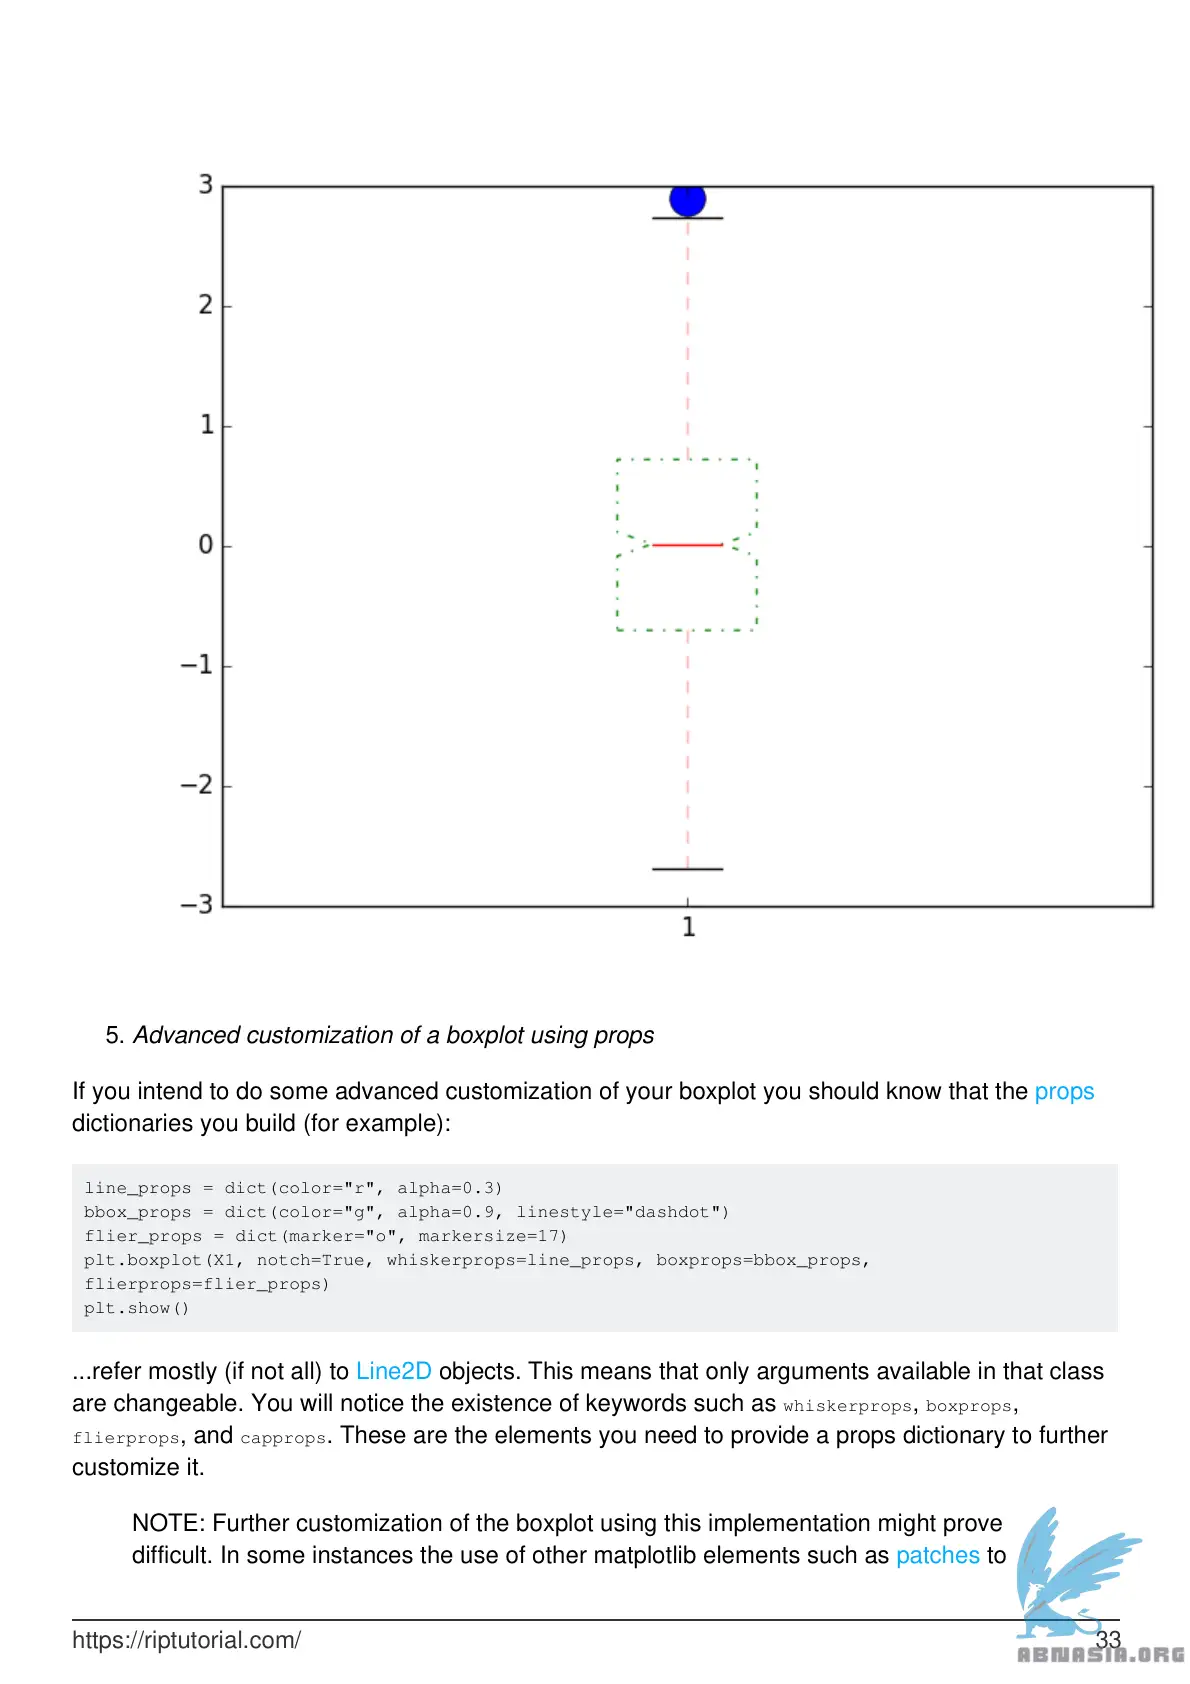 3
2
1
0
−1
−2
−3
1
5. Advanced customization of a boxplot using props
If you intend to do some advanced customization of your boxplot you should know that the props
dictionaries you build (for example):
line_props = dict(color="r", alpha=0.3)
bbox_props = dict(color="g", alpha=0.9, linestyle="dashdot")
flier_props = dict(marker="o", markersize=17)
plt.boxplot(X1, notch=True, whiskerprops=line_props, boxprops=bbox_props,
flierprops=flier_props)
plt.show()
...refer mostly (if not all) to Line2D objects. This means that only arguments available in that class
are changeable. You will notice the existence of keywords such as whiskerprops, boxprops,
flierprops, and capprops. These are the elements you need to provide a props dictionary to further
customize it.
NOTE: Further customization of the boxplot using this implementation might prove
difficult. In some instances the use of other matplotlib elements such as patches to
https://riptutorial.com/
33
ABMASIA.ORG